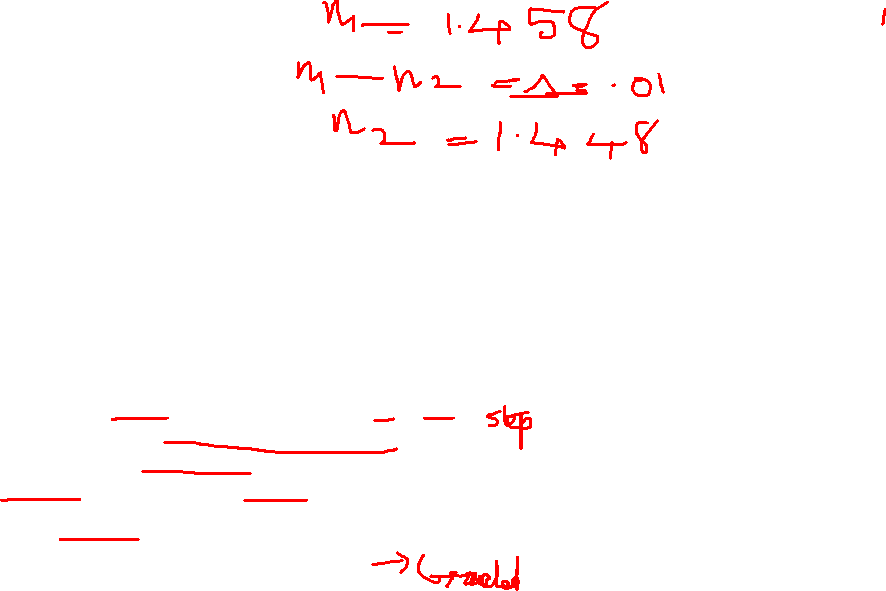 n₁ = 1.458
n₁ - n₂ = Δ = .01
n₂ = 1.448
step
→ Graded